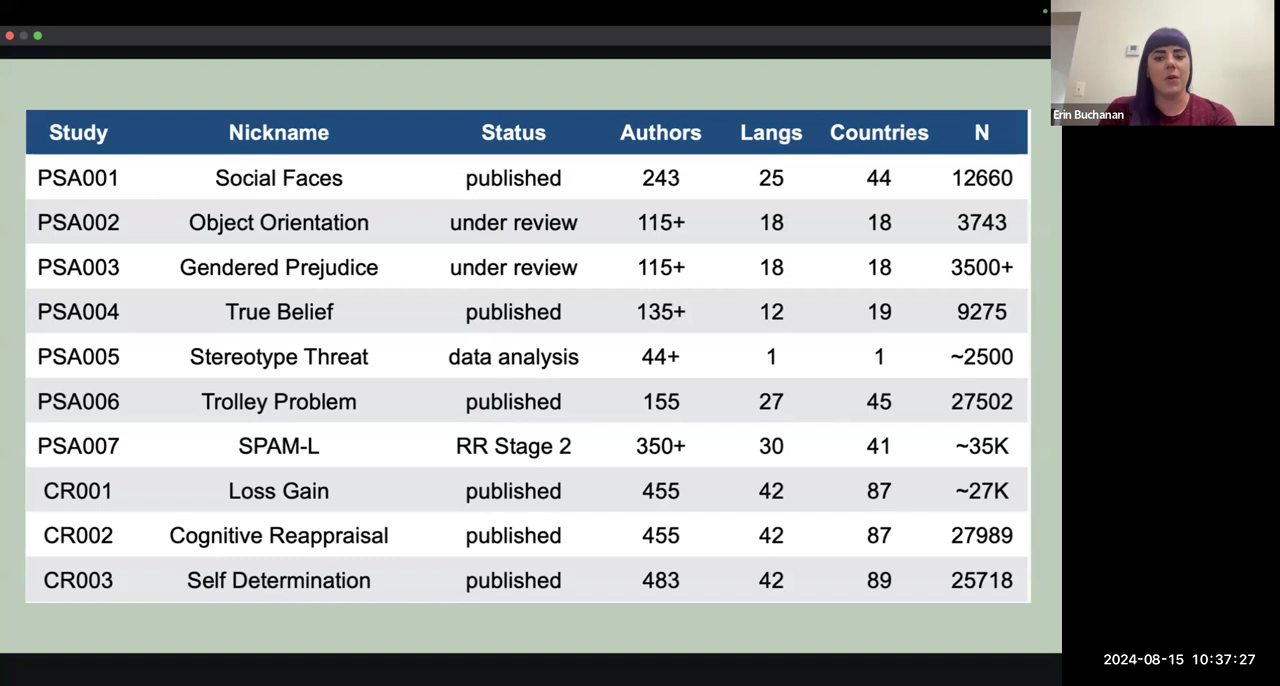 Study Nickname Status Authors Langs Countries N
PSA001 Social Faces published 243 25 44 12660
PSA002 Object Orientation under review 115+ 18 18 3743
PSA003 Gendered Prejudice under review 115+ 18 18 3500+
PSA004 True Belief published 135+ 12 19 9275
PSA005 Stereotype Threat data analysis 44+ 1 1 ~2500
PSA006 Trolley Problem published 155 27 45 27502
PSA007 SPAM-L RR Stage 2 350+ 30 41 ~35K
CR001 Loss Gain published 455 42 87 ~27K
CR002 Cognitive Reappraisal published 455 42 87 27989
CR003 Self Determination published 483 42 89 25718
Erin Buchanan
2024-08-15 10:37:27